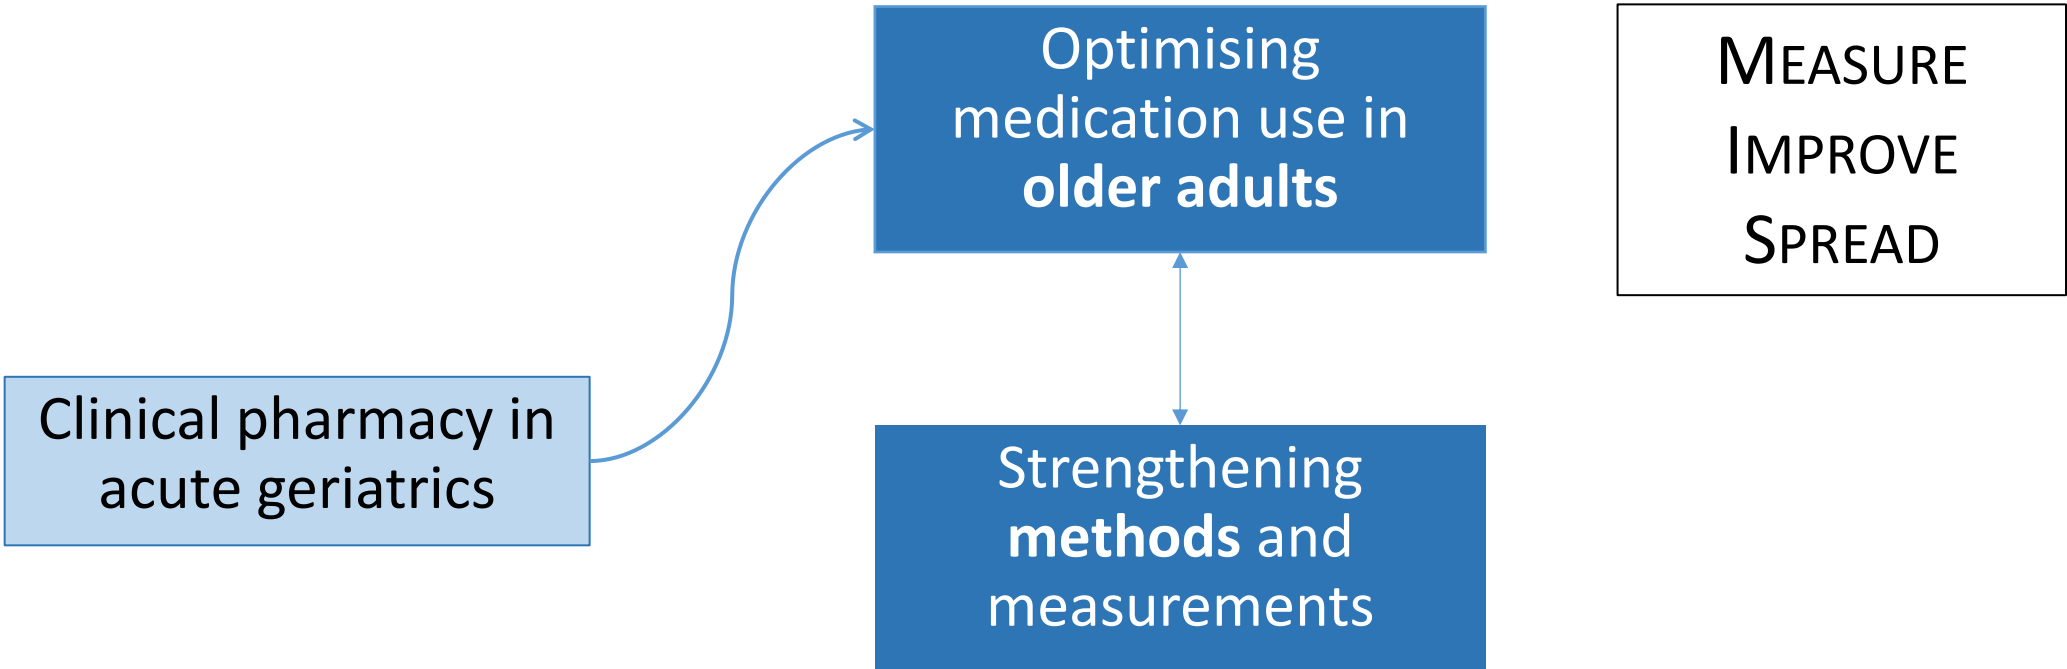 Optimising
medication use in
older adults
MEASURE
IMPROVE
SPREAD
Clinical pharmacy in
acute geriatrics
Strengthening
methods and
measurements